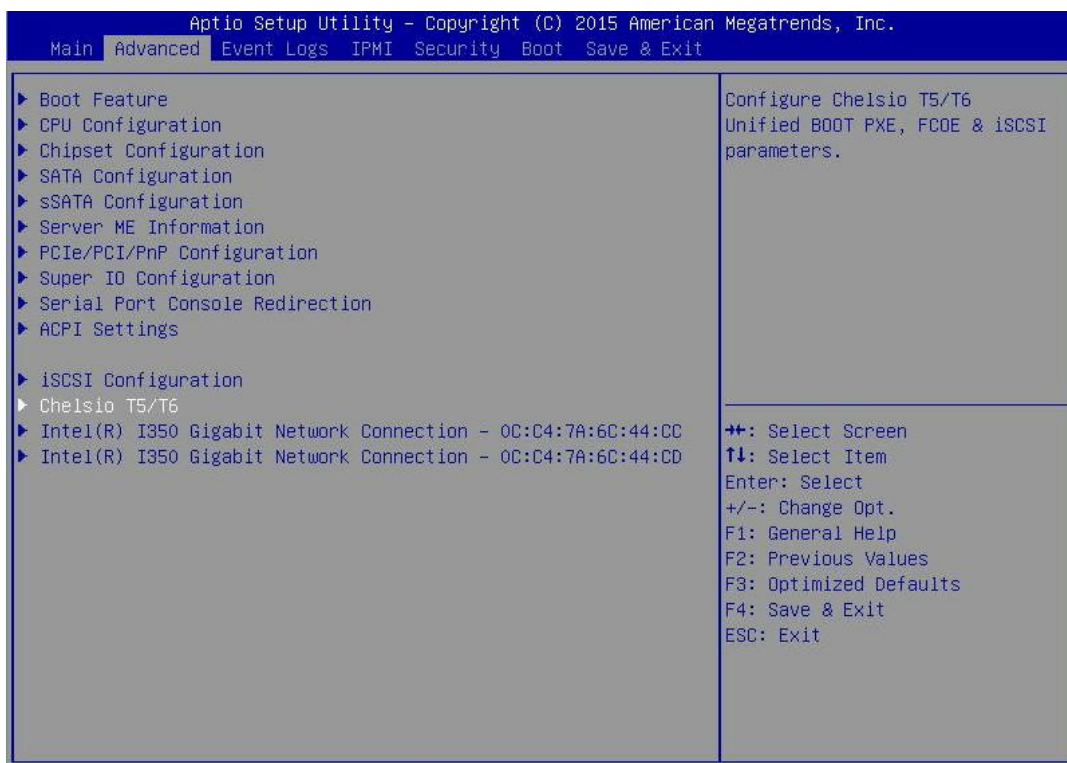 Aptio Setup Utility – Copyright (C) 2015 American Megatrends, Inc.
Main Advanced Event Logs IPMI Security Boot Save & Exit
▶ Boot Feature
▶ CPU Configuration
▶ Chipset Configuration
▶ SATA Configuration
▶ sSATA Configuration
▶ Server ME Information
▶ PCIe/PCI/PnP Configuration
▶ Super IO Configuration
▶ Serial Port Console Redirection
▶ ACPI Settings
▶ iSCSI Configuration
▶ Chelsio T5/T6
▶ Intel(R) I350 Gigabit Network Connection – 0C:C4:7A:6C:44:CC
▶ Intel(R) I350 Gigabit Network Connection – 0C:C4:7A:6C:44:CD
Configure Chelsio T5/T6
Unified BOOT PXE, FCOE & iSCSI
parameters.
→←: Select Screen
↑↓: Select Item
Enter: Select
+/-: Change Opt.
F1: General Help
F2: Previous Values
F3: Optimized Defaults
F4: Save & Exit
ESC: Exit